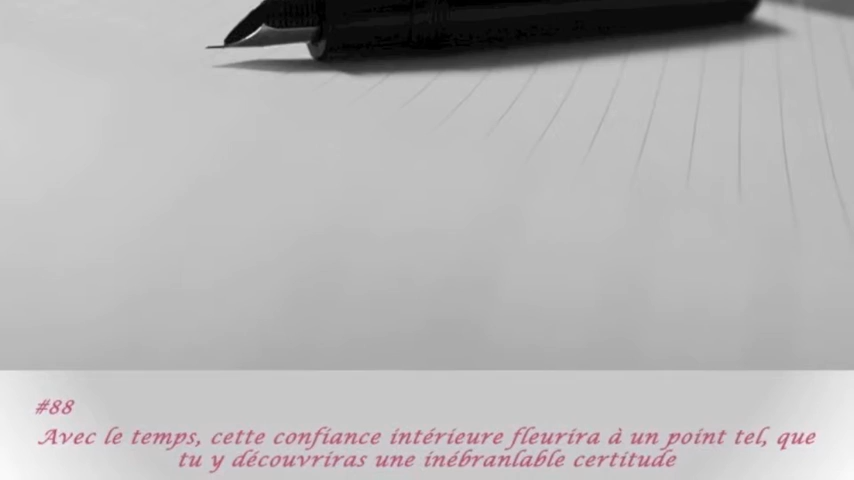 #88
Avec le temps, cette confiance intérieure fleurira à un point tel, que
tu y découvriras une inébranlable certitude